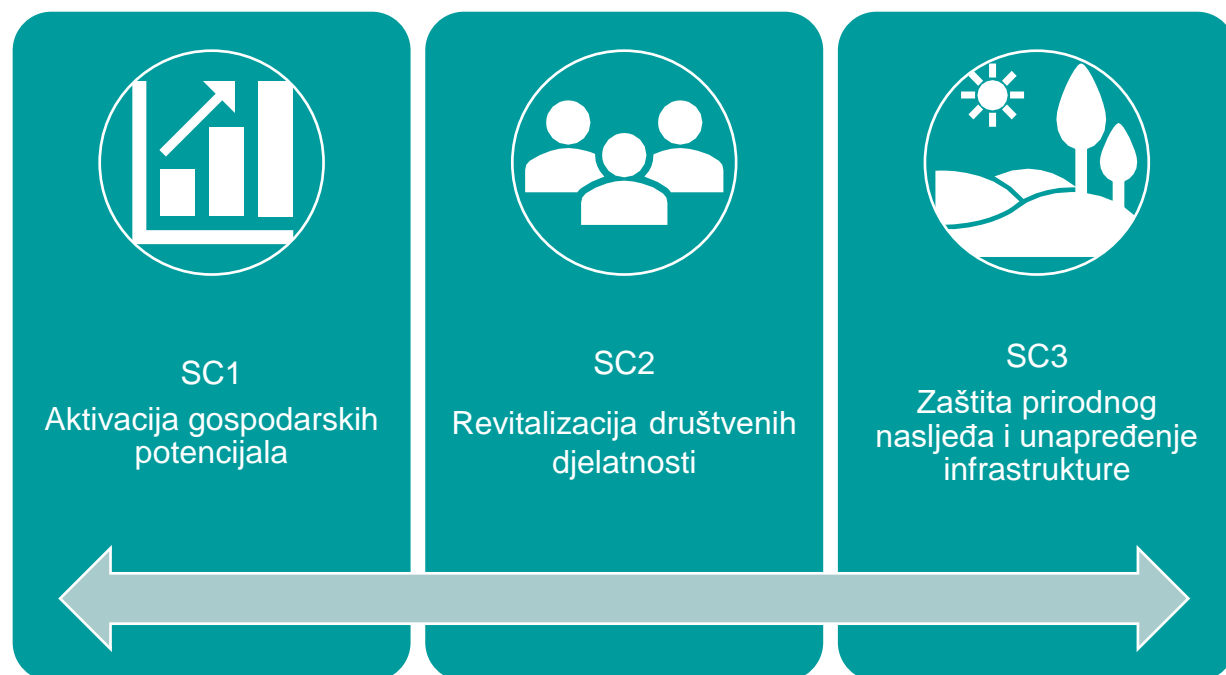 SC1
Aktivacija gospodarskih
potencijala
SC2
Revitalizacija društvenih
djelatnosti
SC3
Zaštita prirodnog
nasljeđa i unapređenje
infrastrukture